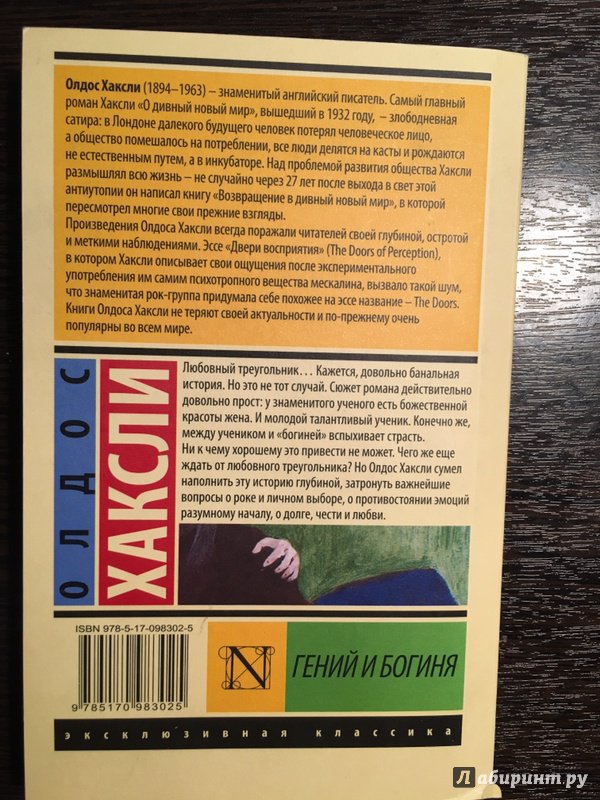 Олдос Хаксли (1894–1963) – знаменитый английский писатель. Самый главный
роман Хаксли «О дивный новый мир», вышедший в 1932 году, – злободневная
сатира: в Лондоне далекого будущего человек потерял человеческое лицо,
а общество помешалось на потреблении, все люди делятся на касты и рождаются
не естественным путем, а в инкубаторе. Над проблемой развития общества Хаксли
размышлял всю жизнь – не случайно через 27 лет после выхода в свет этой
антиутопии он написал книгу «Возвращение в дивный новый мир», в которой
пересмотрел многие свои прежние взгляды.
Произведения Олдоса Хаксли всегда поражали читателей своей глубиной, остротой
и меткими наблюдениями. Эссе «Двери восприятия» (The Doors of Perception),
в котором Хаксли описывает свои ощущения после экспериментального
употребления им самим психотропного вещества мескалина, вызвало такой шум,
что знаменитая рок-группа придумала себе похожее на эссе название – The Doors.
Книги Олдоса Хаксли не теряют своей актуальности и по-прежнему очень
популярны во всем мире.
ОЛДОС
ХАКСЛИ
Любовный треугольник… Кажется, довольно банальная
история. Но это не тот случай. Сюжет романа действительно
довольно прост: у знаменитого ученого есть божественной
красоты жена. И молодой талантливый ученик. Конечно же,
между учеником и «богиней» вспыхивает страсть.
Ни к чему хорошему это привести не может. Чего же еще
ждать от любовного треугольника? Но Олдос Хаксли сумел
наполнить эту историю глубиной, затронуть важнейшие
вопросы о роке и личном выборе, о противостоянии эмоций
разумному началу, о долге, чести и любви.
ISBN 978-5-17-098302-5
9 785170 983025
N
ГЕНИЙ И БОГИНЯ
эксклюзивная классика
Лабиринт.ру